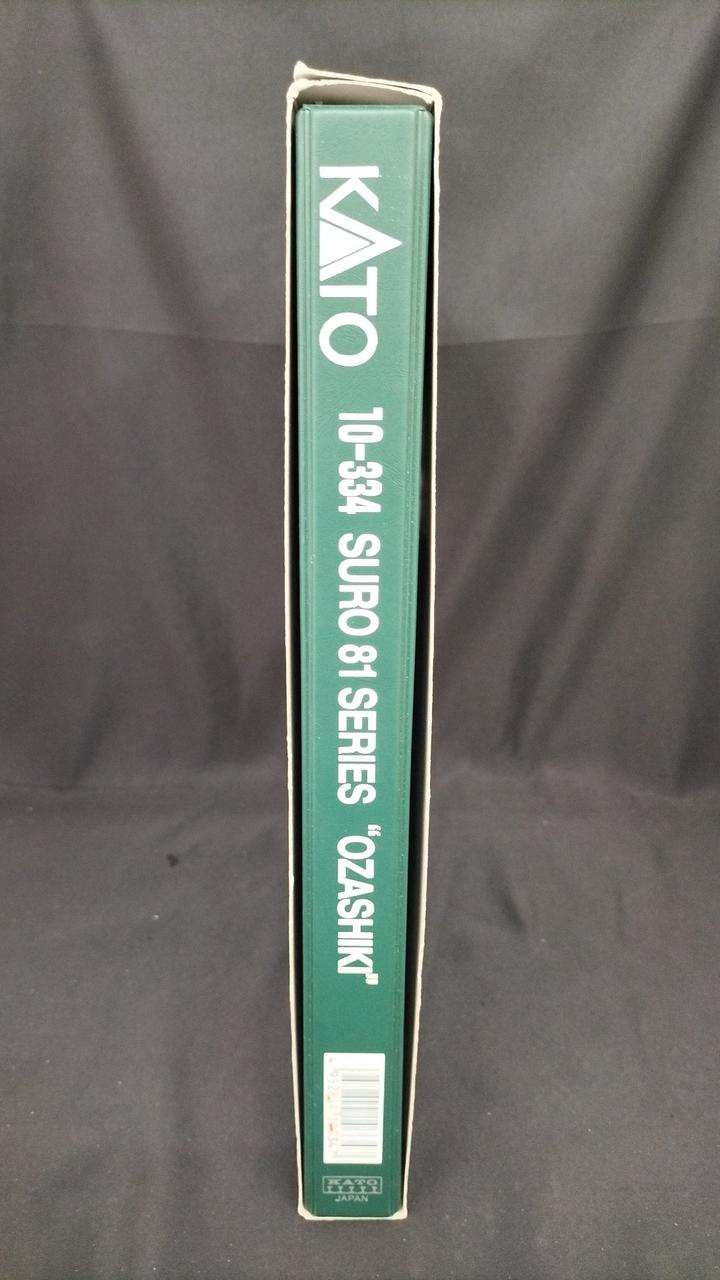 KATO 10-334 SURO 81 SERIES "OZASHIKI"
KATO
JAPAN